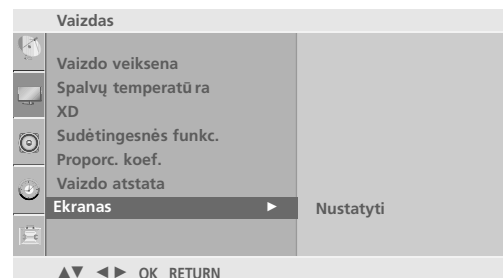 Vaizdas
Vaizdo veiksena
Spalvų temperatūra
XD
Sudėtingesnės funkc.
Proporc. koef.
Vaizdo atstata
Ekranas ► Nustatyti
▲▼ ◄► OK RETURN